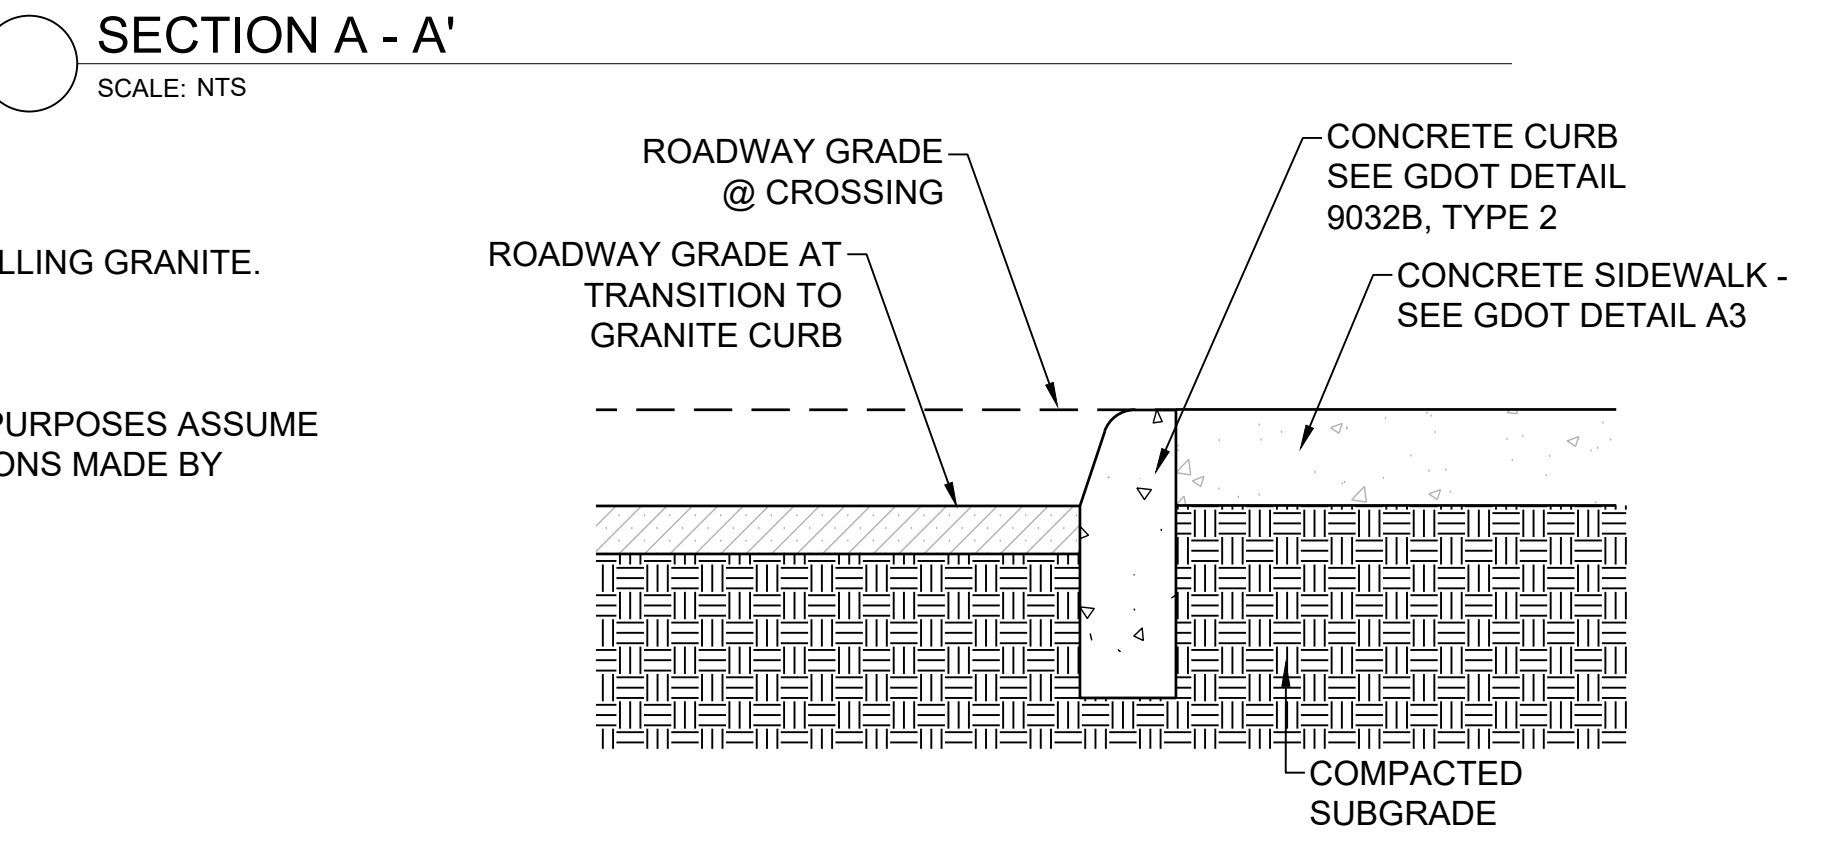 SECTION A - A'
SCALE: NTS
LLING GRANITE.
PURPOSES ASSUME
ONS MADE BY
ROADWAY GRADE
@ CROSSING
ROADWAY GRADE AT
TRANSITION TO
GRANITE CURB
CONCRETE CURB
SEE GDOT DETAIL
9032B, TYPE 2
CONCRETE SIDEWALK -
SEE GDOT DETAIL A3
COMPACTED
SUBGRADE